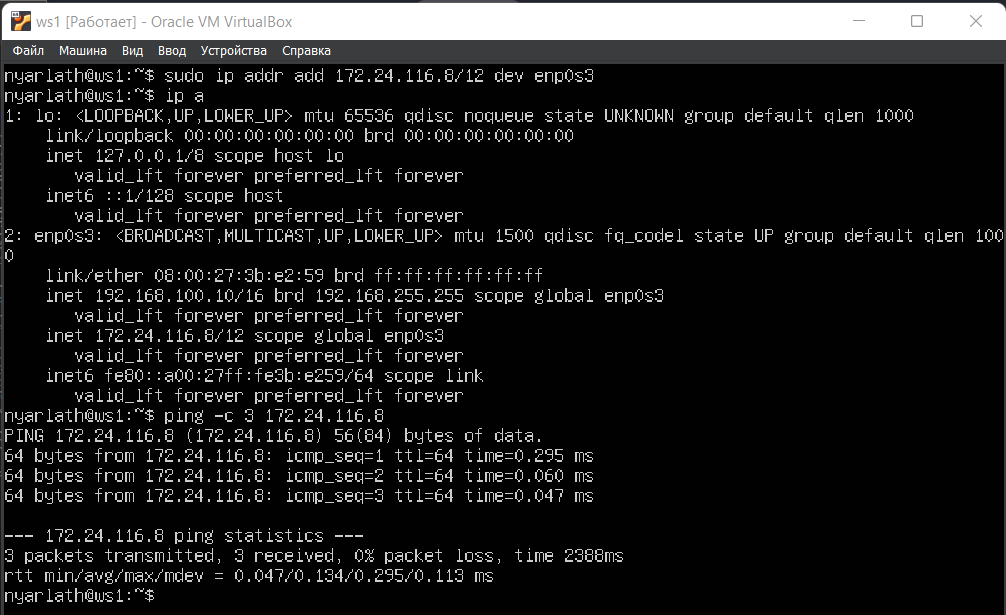 ws1 [Работает] - Oracle VM VirtualBox
Файл Машина Вид Ввод Устройства Справка
nyarlath@ws1:~$ sudo ip addr add 172.24.116.8/12 dev enp0s3
nyarlath@ws1:~$ ip a
1: lo: <LOOPBACK,UP,LOWER_UP> mtu 65536 qdisc noqueue state UNKNOWN group default qlen 1000
    link/loopback 00:00:00:00:00:00 brd 00:00:00:00:00:00
    inet 127.0.0.1/8 scope host lo
       valid_lft forever preferred_lft forever
    inet6 ::1/128 scope host
       valid_lft forever preferred_lft forever
2: enp0s3: <BROADCAST,MULTICAST,UP,LOWER_UP> mtu 1500 qdisc fq_codel state UP group default qlen 100
0
    link/ether 08:00:27:3b:e2:59 brd ff:ff:ff:ff:ff:ff
    inet 192.168.100.10/16 brd 192.168.255.255 scope global enp0s3
       valid_lft forever preferred_lft forever
    inet 172.24.116.8/12 scope global enp0s3
       valid_lft forever preferred_lft forever
    inet6 fe80::a00:27ff:fe3b:e259/64 scope link
       valid_lft forever preferred_lft forever
nyarlath@ws1:~$ ping -c 3 172.24.116.8
PING 172.24.116.8 (172.24.116.8) 56(84) bytes of data.
64 bytes from 172.24.116.8: icmp_seq=1 ttl=64 time=0.295 ms
64 bytes from 172.24.116.8: icmp_seq=2 ttl=64 time=0.060 ms
64 bytes from 172.24.116.8: icmp_seq=3 ttl=64 time=0.047 ms

--- 172.24.116.8 ping statistics ---
3 packets transmitted, 3 received, 0% packet loss, time 2388ms
rtt min/avg/max/mdev = 0.047/0.134/0.295/0.113 ms
nyarlath@ws1:~$